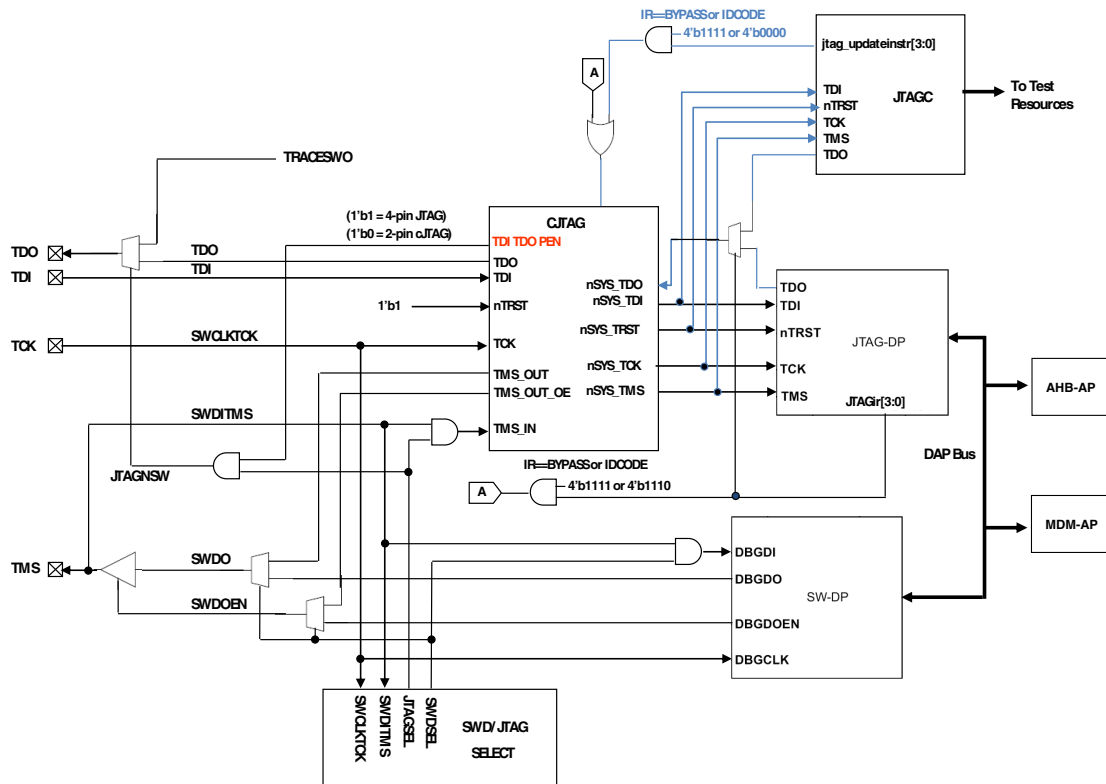 IR==BYPASS or IDCODE
4'b1111 or 4'b0000
jtag_updateinstr[3:0]
A
TDI
nTRST
TCK
TMS
TDO
JTAGC
To Test
Resources
TRACESWO
(1'b1 = 4-pin JTAG)
(1'b0 = 2-pin cJTAG)
CJTAG
TDI TDO PEN
TDO
TDO
TDO
TDI
TDI
TDI
1'b1
nTRST
nSYS_TDO
nSYS_TDI
nSYS_TRST
nSYS_TCK
nSYS_TMS
TDO
TDI
nTRST
JTAG-DP
TCK
TMS
JTAGir[3:0]
TCK
SWCLKTCK
TCK
TMS_OUT
TMS_OUT_OE
SWDITMS
TMS_IN
AHB-AP
JTAGNSW
IR==BYPASS or IDCODE
4'b1111 or 4'b1110
A
DAP Bus
MDM-AP
TMS
SWDO
SWDOEN
DBGDI
DBGDO
SW-DP
DBGDOEN
DBGCLK
SWCLKTCK
SWDITMS
JTAGSEL
SWDSEL
SWD/JTAG
SELECT